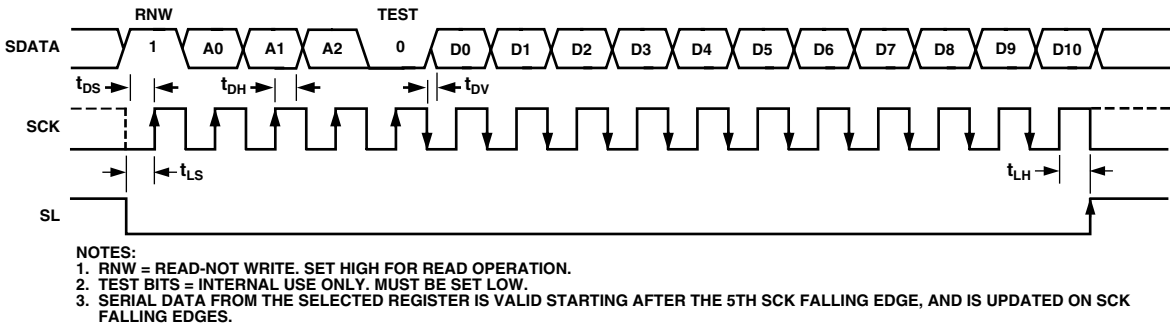 RNW TEST
SDATA 1 A0 A1 A2 0 D0 D1 D2 D3 D4 D5 D6 D7 D8 D9 D10
tDS tDH tDV
SCK
tLS tLH
SL
NOTES:
1. RNW = READ-NOT WRITE. SET HIGH FOR READ OPERATION.
2. TEST BITS = INTERNAL USE ONLY. MUST BE SET LOW.
3. SERIAL DATA FROM THE SELECTED REGISTER IS VALID STARTING AFTER THE 5TH SCK FALLING EDGE, AND IS UPDATED ON SCK
FALLING EDGES.